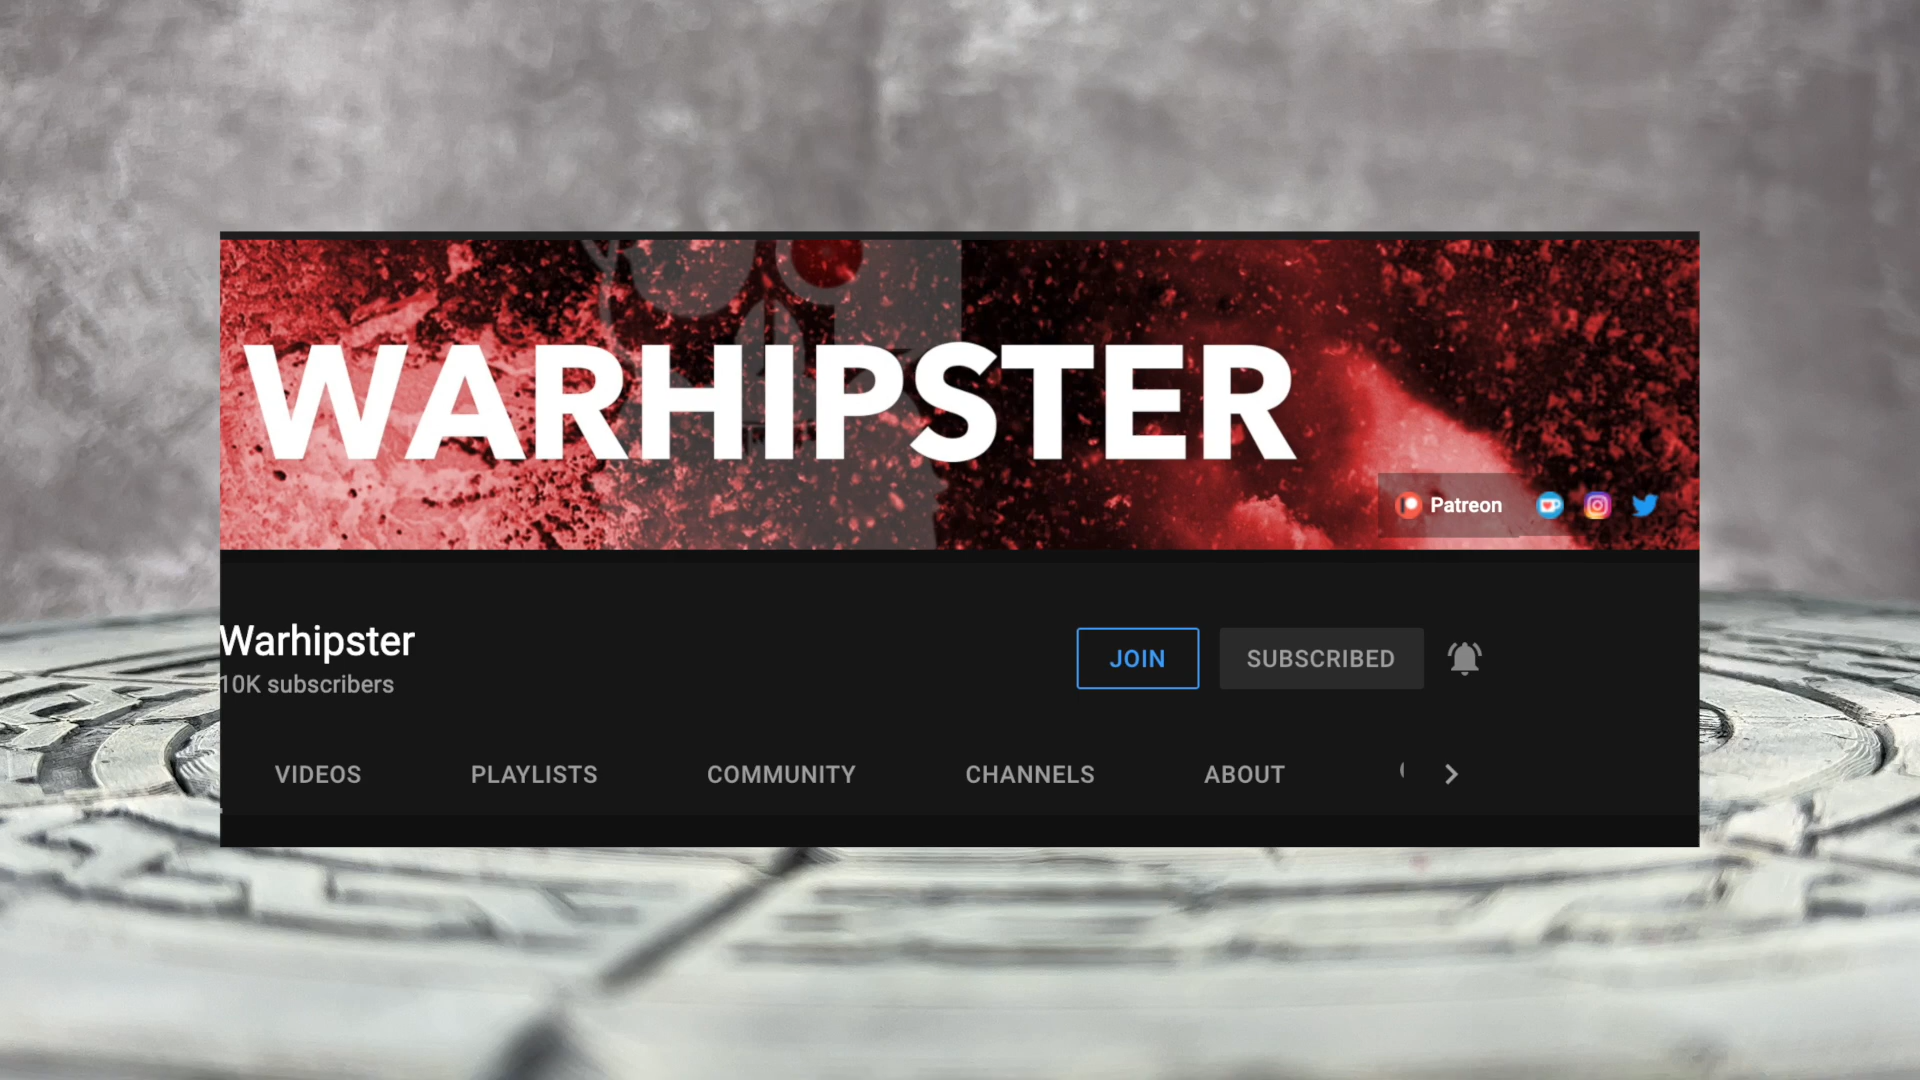 WARHIPSTER
Patreon
Warhipster
10K subscribers
JOIN
SUBSCRIBED
VIDEOS
PLAYLISTS
COMMUNITY
CHANNELS
ABOUT